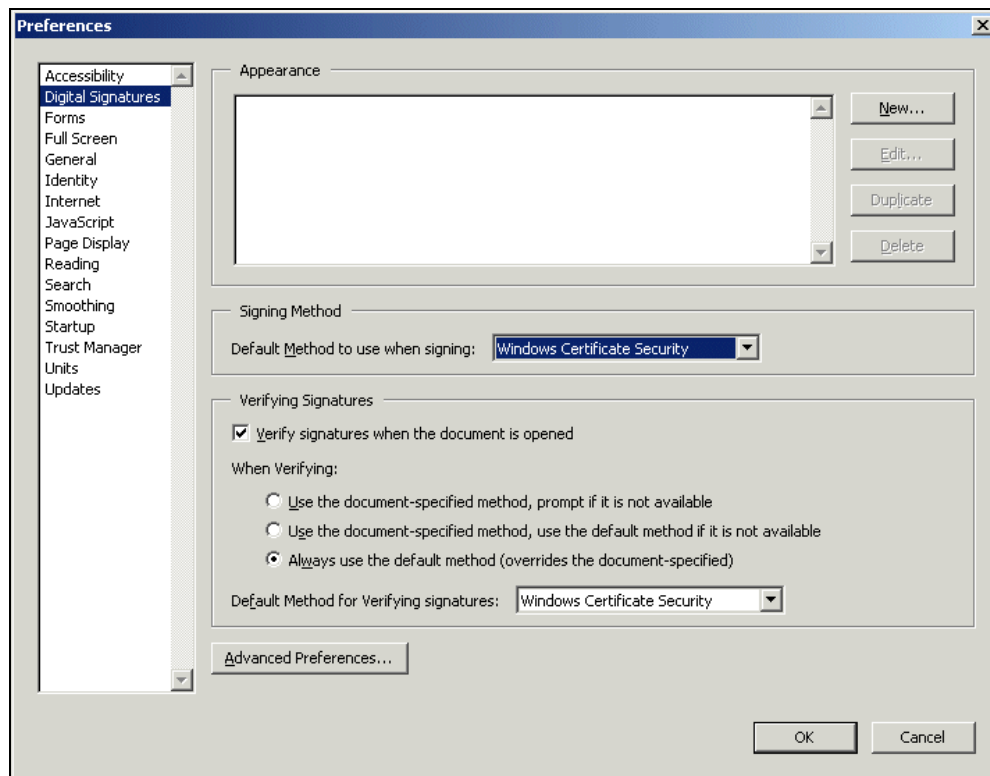 Preferences
Accessibility
Digital Signatures
Forms
Full Screen
General
Identity
Internet
JavaScript
Page Display
Reading
Search
Smoothing
Startup
Trust Manager
Units
Updates
Appearance
New...
Edit...
Duplicate
Delete
Signing Method
Default Method to use when signing: Windows Certificate Security
Verifying Signatures
Verify signatures when the document is opened
When Verifying:
Use the document-specified method, prompt if it is not available
Use the document-specified method, use the default method if it is not available
Always use the default method (overrides the document-specified)
Default Method for Verifying signatures: Windows Certificate Security
Advanced Preferences...
OK Cancel